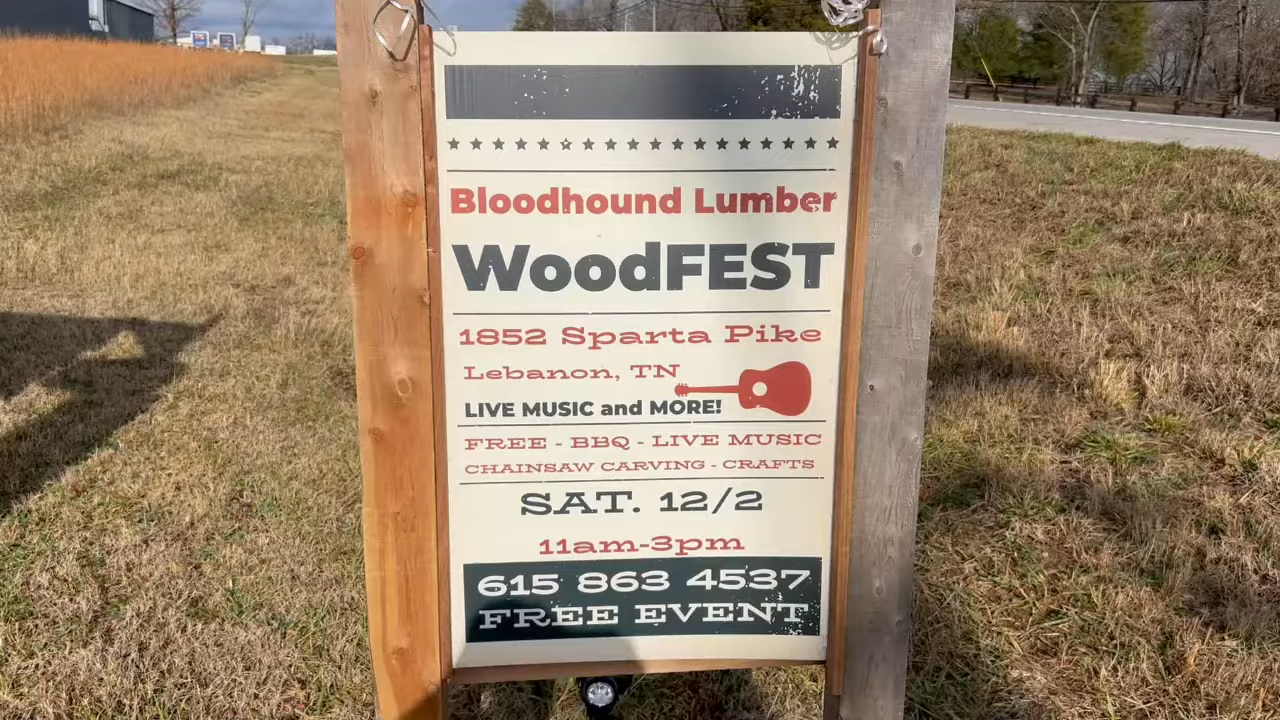 Bloodhound Lumber
WoodFEST
1852 Sparta Pike
Lebanon, TN
LIVE MUSIC and MORE!
FREE - BBQ - LIVE MUSIC
CHAINSAW CARVING - CRAFTS
SAT. 12/2
11am-3pm
615 863 4537
FREE EVENT